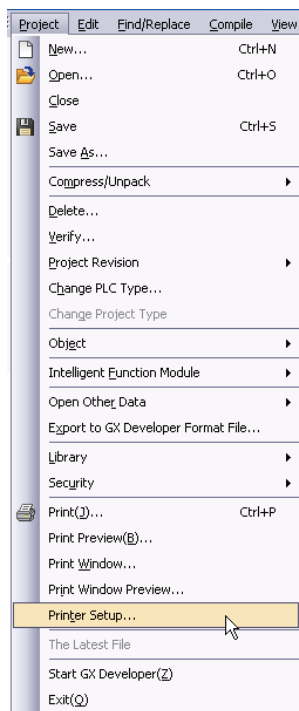 Project Edit Find/Replace Compile View
New... Ctrl+N
Open... Ctrl+O
Close
Save Ctrl+S
Save As...
Compress/Unpack
Delete...
Verify...
Project Revision
Change PLC Type...
Change Project Type
Object
Intelligent Function Module
Open Other Data
Export to GX Developer Format File...
Library
Security
Print(J)... Ctrl+P
Print Preview(B)...
Print Window...
Print Window Preview...
Printer Setup...
The Latest File
Start GX Developer(Z)
Exit(Q)